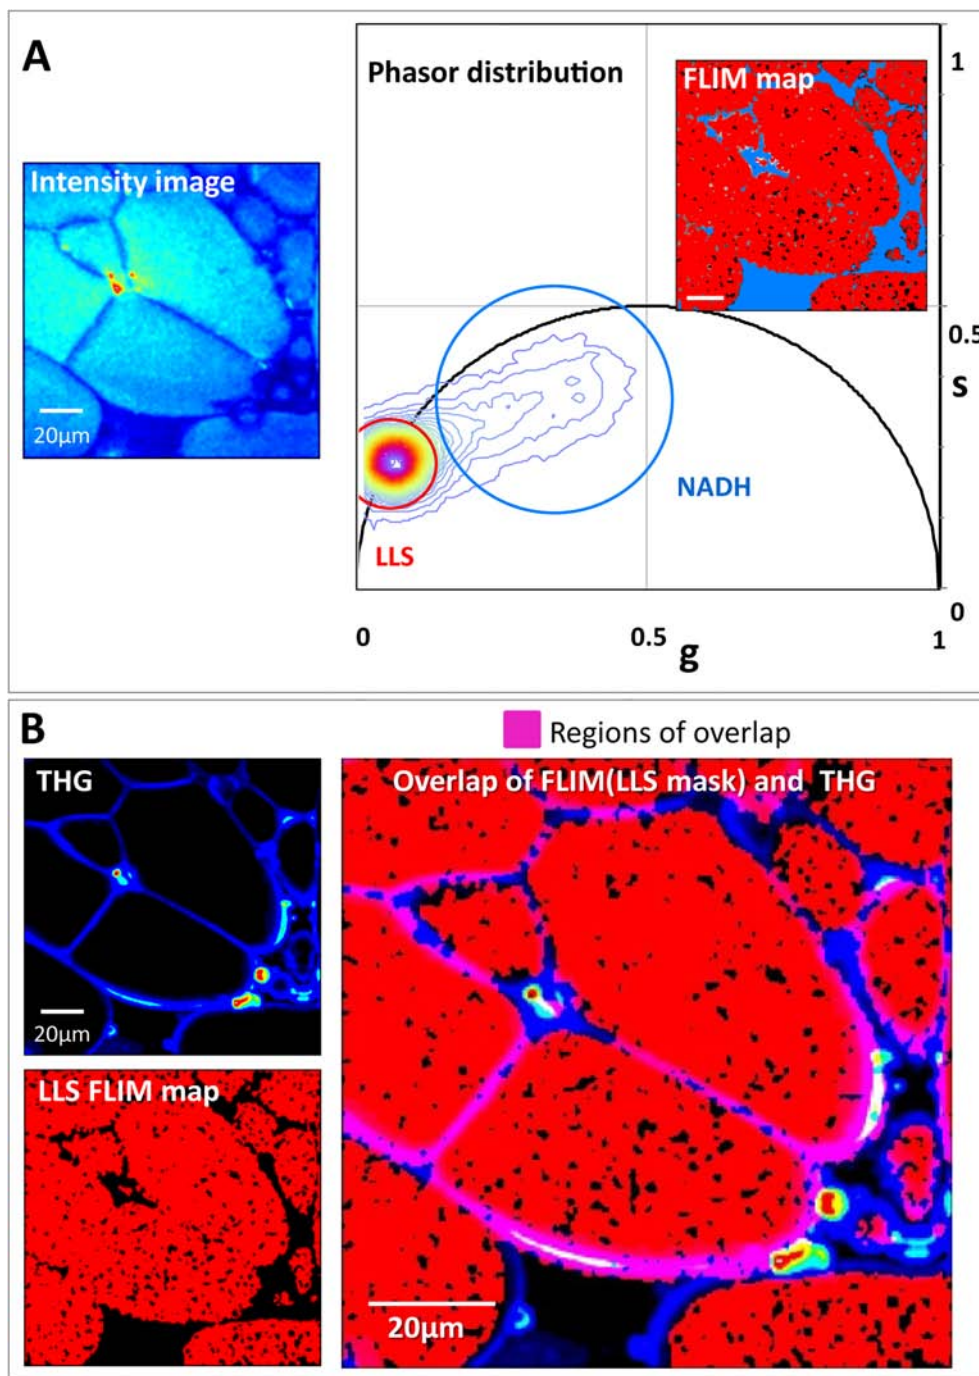 A
Phasor distribution
FLIM map
Intensity image
20µm
NADH
LLS
1
0.5
s
0
0
0.5
1
g
B
Regions of overlap
THG
20µm
LLS FLIM map
Overlap of FLIM(LLS mask) and THG
20µm